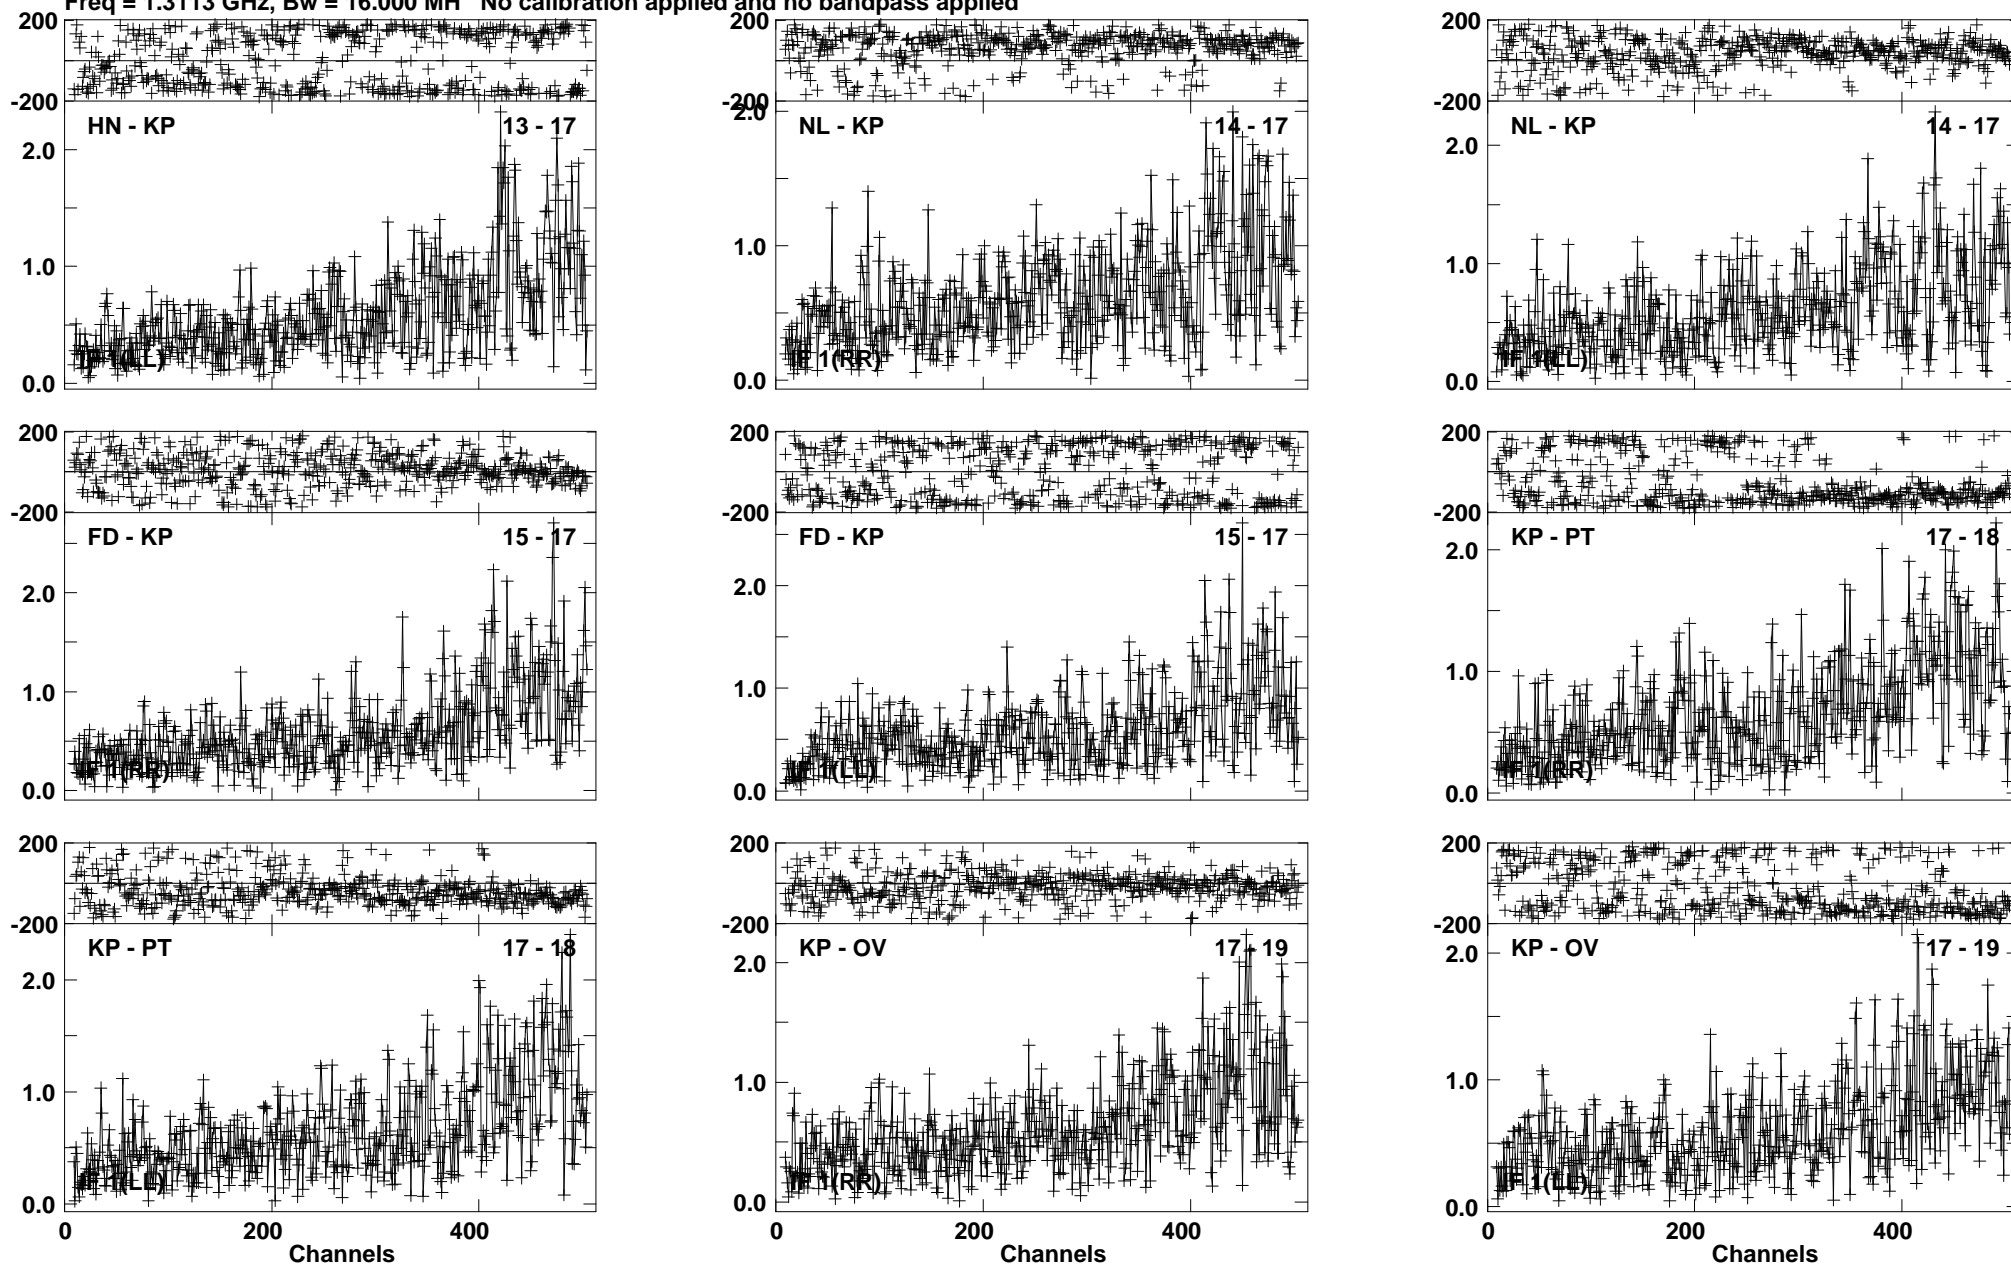 Freq = 1.3113 GHz, Bw = 16.000 MH No calibration applied and no bandpass applied
200 200 200
-200 -200 -200
HN - KP 13 - 17 NL - KP 14 - 17 NL - KP 14 - 17
2.0 2.0 2.0
1.0 1.0 1.0
IF 1(LL) IF 1(RR) IF 1(LL)
0.0 0.0 0.0
200 200 200
-200 -200 -200
FD - KP 15 - 17 FD - KP 15 - 17 KP - PT 17 - 18
2.0 2.0 2.0
1.0 1.0 1.0
IF 1(RR) IF 1(LL) IF 1(RR)
0.0 0.0 0.0
200 200 200
-200 -200 -200
KP - PT 17 - 18 KP - OV 17 - 19 KP - OV 17 - 19
2.0 2.0 2.0
1.0 1.0 1.0
IF 1(LL) IF 1(RR) IF 1(LL)
0.0 0.0 0.0
0 200 400 0 200 400 0 200 400
Channels Channels Channels